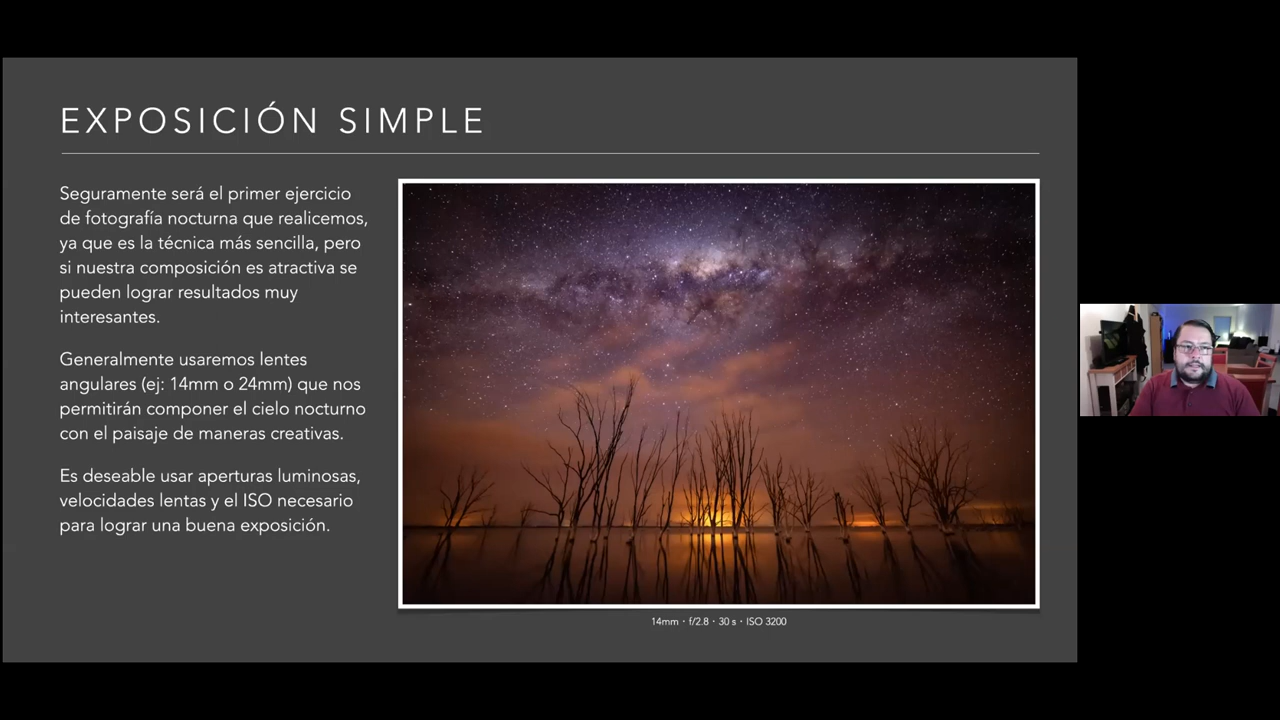 EXPOSICIÓN SIMPLE
Seguramente será el primer ejercicio
de fotografía nocturna que realicemos,
ya que es la técnica más sencilla, pero
si nuestra composición es atractiva se
pueden lograr resultados muy
interesantes.
Generalmente usaremos lentes
angulares (ej: 14mm o 24mm) que nos
permitirán componer el cielo nocturno
con el paisaje de maneras creativas.
Es deseable usar aperturas luminosas,
velocidades lentas y el ISO necesario
para lograr una buena exposición.
14mm · f/2.8 · 30 s · ISO 3200